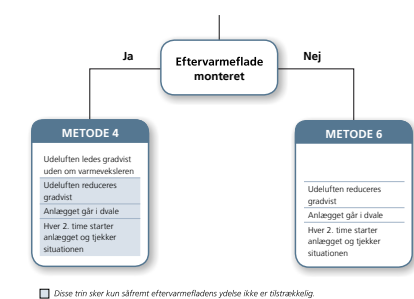 Ja
Eftervarmeflade
monteret
Nej
METODE 4
Udeluften ledes gradvist
uden om varmeveksleren
Udeluften reduceres
gradvist
Anlægget går i dvale
Hver 2. time starter
anlægget og tjekker
situationen
METODE 6
Udeluften reduceres
gradvist
Anlægget går i dvale
Hver 2. time starter
anlægget og tjekker
situationen
Disse trin sker kun såfremt eftervarmefladens ydelse ikke er tilstrækkelig.